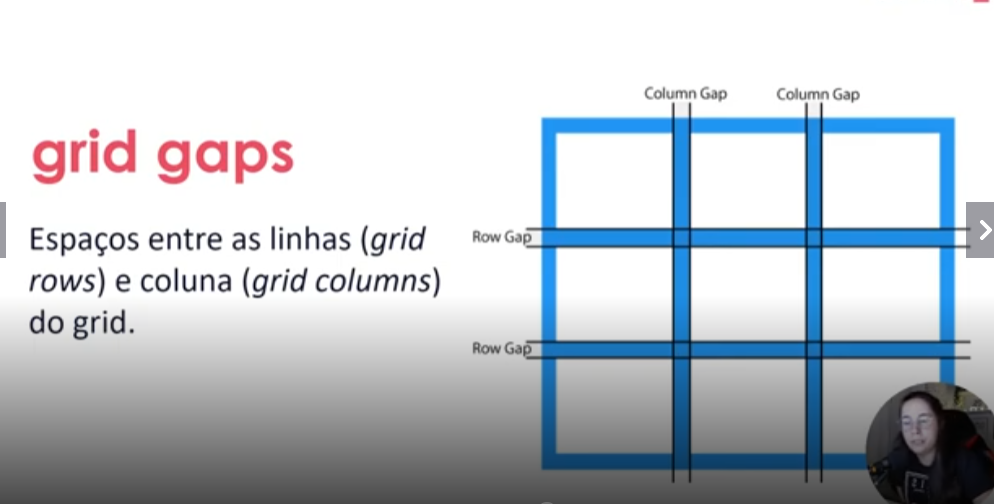 Column Gap Column Gap
grid gaps
Espaços entre as linhas (grid
rows) e coluna (grid columns)
do grid.
Row Gap
Row Gap